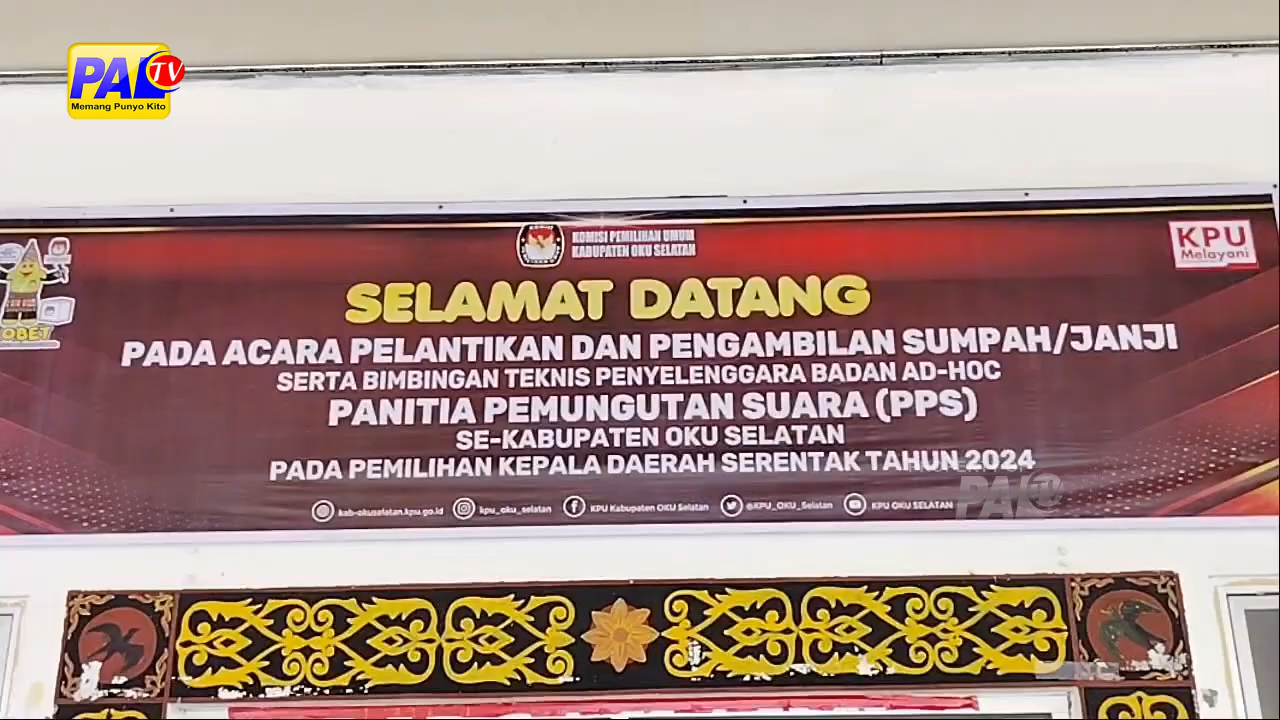 PAL TV
Memang Punyo Kito
KOMISI PEMILIHAN UMUM
KABUPATEN OKU SELATAN
KPU
Melayani
OBET
SELAMAT DATANG
PADA ACARA PELANTIKAN DAN PENGAMBILAN SUMPAH/JANJI
SERTA BIMBINGAN TEKNIS PENYELENGGARA BADAN AD-HOC
PANITIA PEMUNGUTAN SUARA (PPS)
SE-KABUPATEN OKU SELATAN
PADA PEMILIHAN KEPALA DAERAH SERENTAK TAHUN 2024
kab-okuselatan.kpu.go.id kpu_oku_selatan KPU Kabupaten OKU Selatan @KPU_OKU_Selatan KPU OKU SELATAN
PAL TV